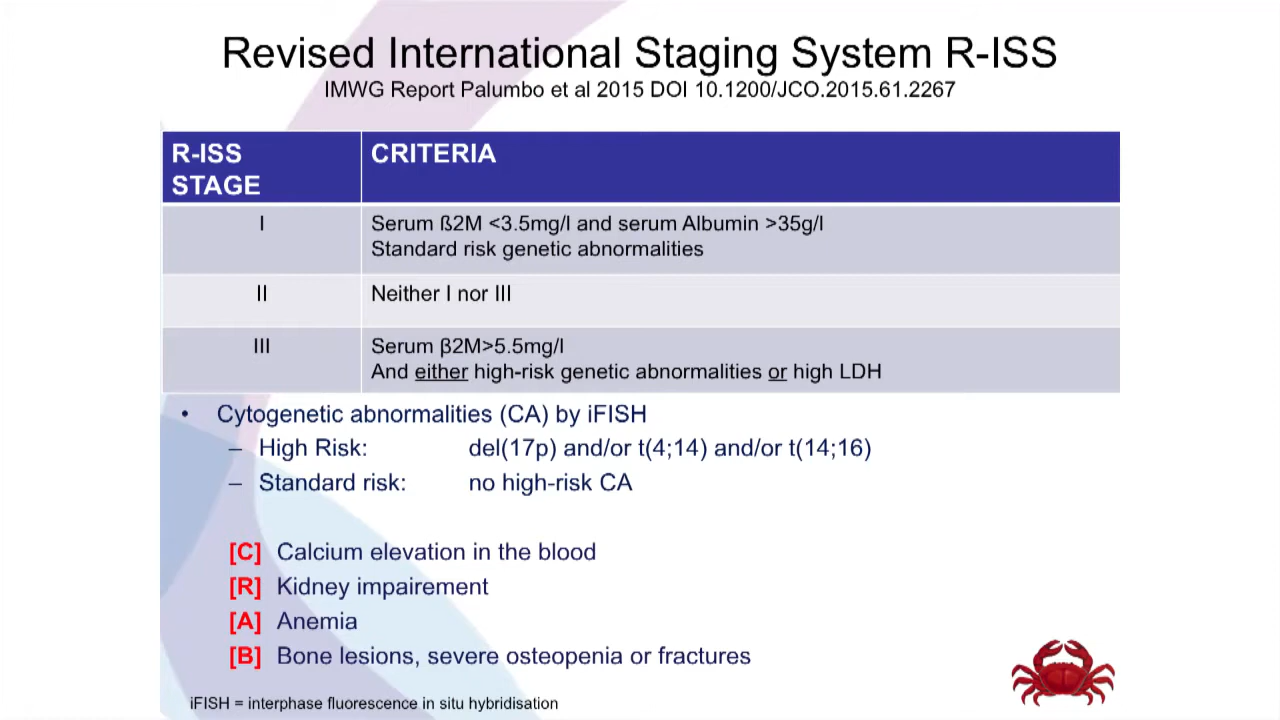 Revised International Staging System R-ISS
IMWG Report Palumbo et al 2015 DOI 10.1200/JCO.2015.61.2267
R-ISS STAGE
CRITERIA
I
Serum ß2M <3.5mg/l and serum Albumin >35g/l
Standard risk genetic abnormalities
II
Neither I nor III
III
Serum β2M>5.5mg/l
And either high-risk genetic abnormalities or high LDH
• Cytogenetic abnormalities (CA) by iFISH
– High Risk: del(17p) and/or t(4;14) and/or t(14;16)
– Standard risk: no high-risk CA
[C] Calcium elevation in the blood
[R] Kidney impairement
[A] Anemia
[B] Bone lesions, severe osteopenia or fractures
iFISH = interphase fluorescence in situ hybridisation